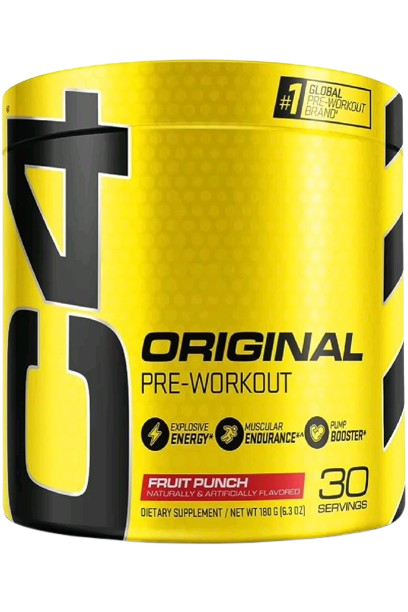 C4
#1
GLOBAL
PRE-WORKOUT
BRAND*
ORIGINAL
PRE-WORKOUT
EXPLOSIVE
ENERGY*
MUSCULAR
ENDURANCE*^
PUMP
BOOSTER*
FRUIT PUNCH
NATURALLY & ARTIFICIALLY FLAVORED
30
SERVINGS
DIETARY SUPPLEMENT / NET WT 180 G (6.3 OZ)